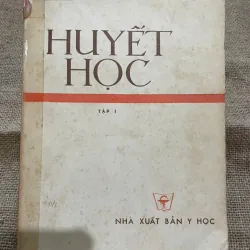 HUYẾT
HỌC
TẬP I
NHÀ XUẤT BẢN Y HỌC